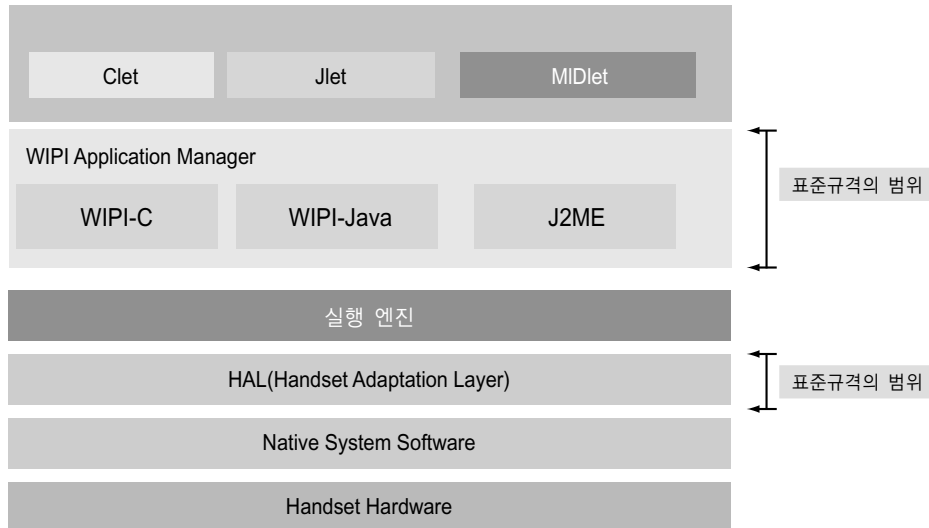 Clet
Jlet
MIDlet
WIPI Application Manager
WIPI-C
WIPI-Java
J2ME
표준규격의 범위
실행 엔진
HAL(Handset Adaptation Layer)
표준규격의 범위
Native System Software
Handset Hardware